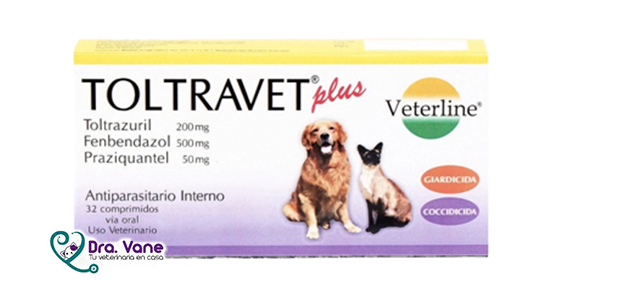 TOLTRAVET® plus
Veterline®
Toltrazuril 200mg
Fenbendazol 500mg
Praziquantel 50mg
GIARDICIDA
Antiparasitario Interno
32 comprimidos
COCCIDICIDA
vía oral
Uso Veterinario
Dra. Vane
Tu veterinaria en casa